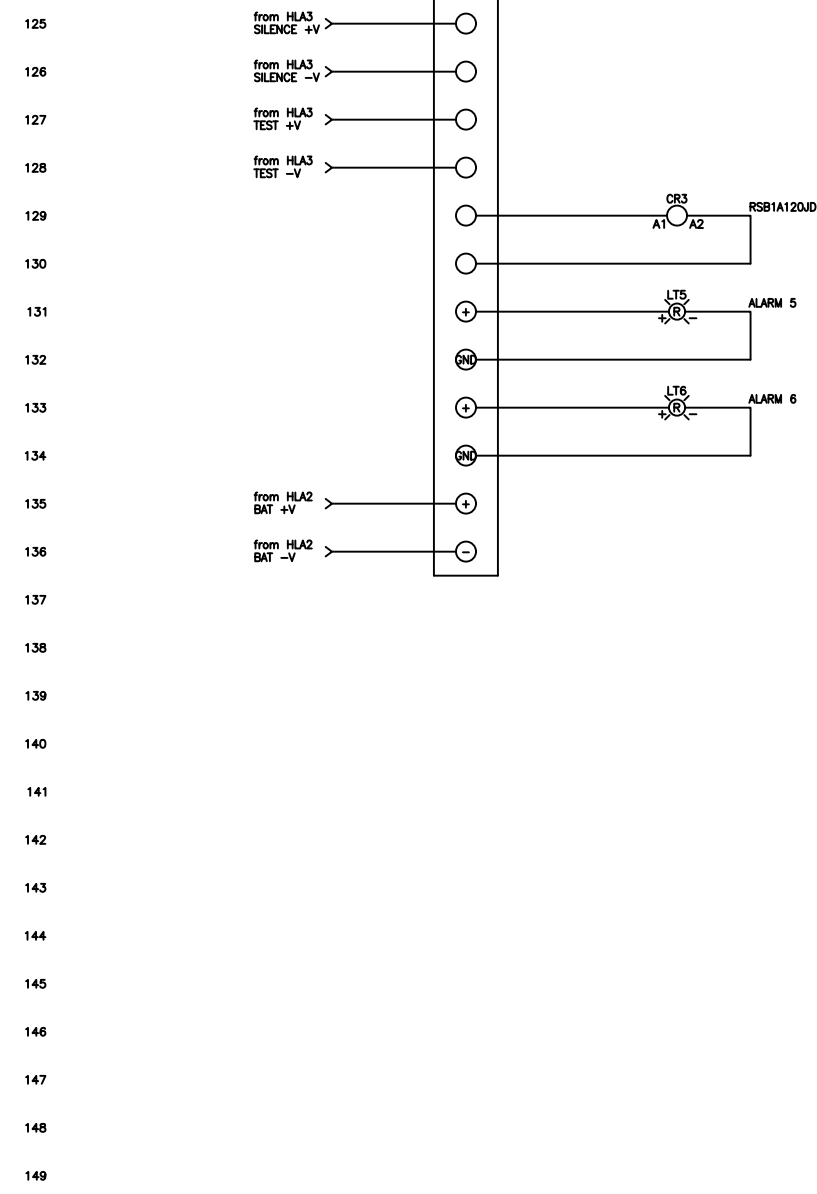 125
from HLA3
SILENCE +V
126
from HLA3
SILENCE -V
127
from HLA3
TEST +V
128
from HLA3
TEST -V
CR3
129
A1 A2
RSB1A120JD
130
LT5
131
+
+ R -
ALARM 5
132
GND
LT6
133
+
+ R -
ALARM 6
134
GND
135
from HLA2
BAT +V
+
136
from HLA2
BAT -V
-
137
138
139
140
141
142
143
144
145
146
147
148
149